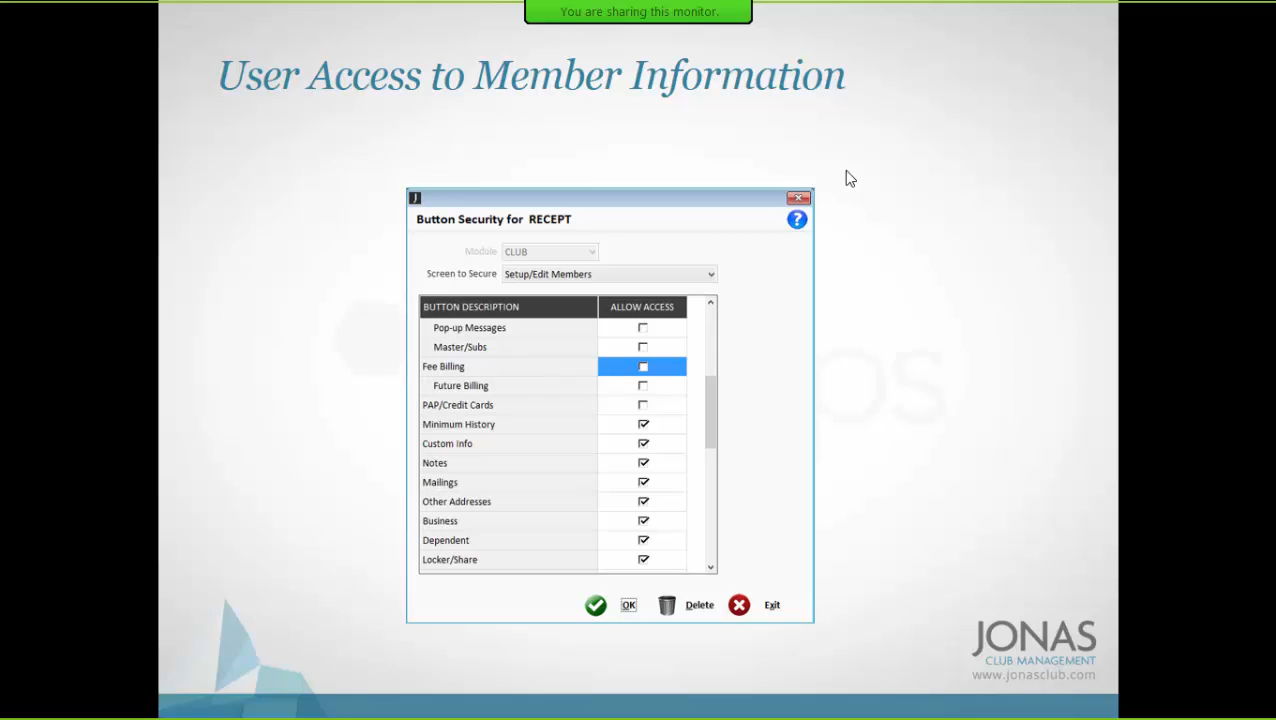 You are sharing this monitor.
User Access to Member Information
J
Button Security for RECEPT
?
Module CLUB
Screen to Secure Setup/Edit Members
BUTTON DESCRIPTION ALLOW ACCESS
Pop-up Messages
Master/Subs
Fee Billing
Future Billing
PAP/Credit Cards
Minimum History
Custom Info
Notes
Mailings
Other Addresses
Business
Dependent
Locker/Share
OK Delete Exit
JONAS
CLUB MANAGEMENT
www.jonasclub.com